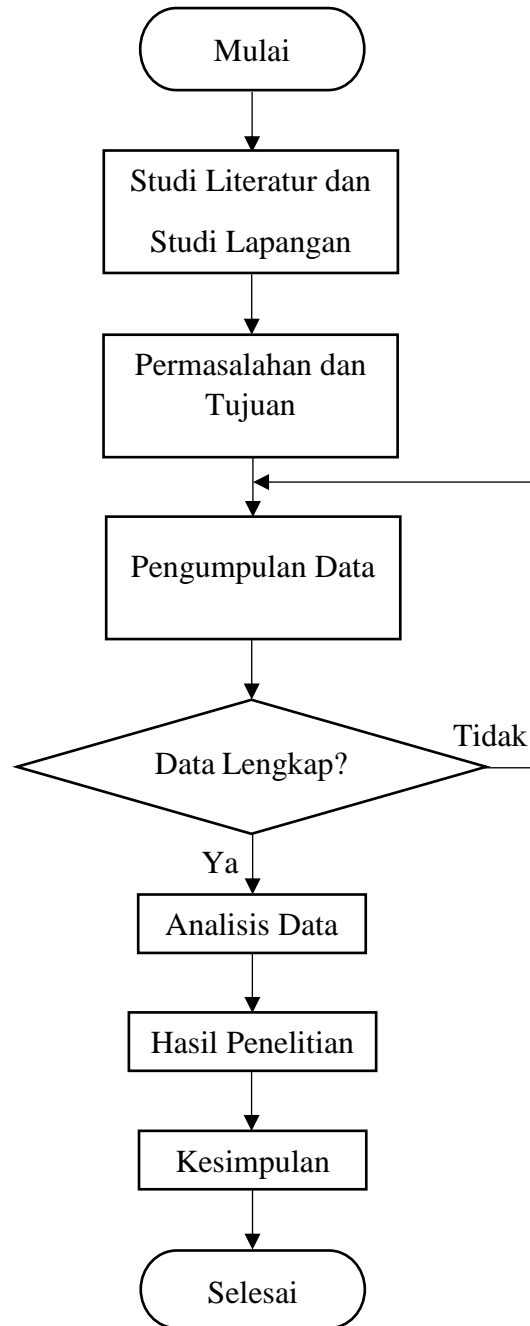 Mulai
Studi Literatur dan
Studi Lapangan
Permasalahan dan
Tujuan
Pengumpulan Data
Data Lengkap?
Tidak
Ya
Analisis Data
Hasil Penelitian
Kesimpulan
Selesai